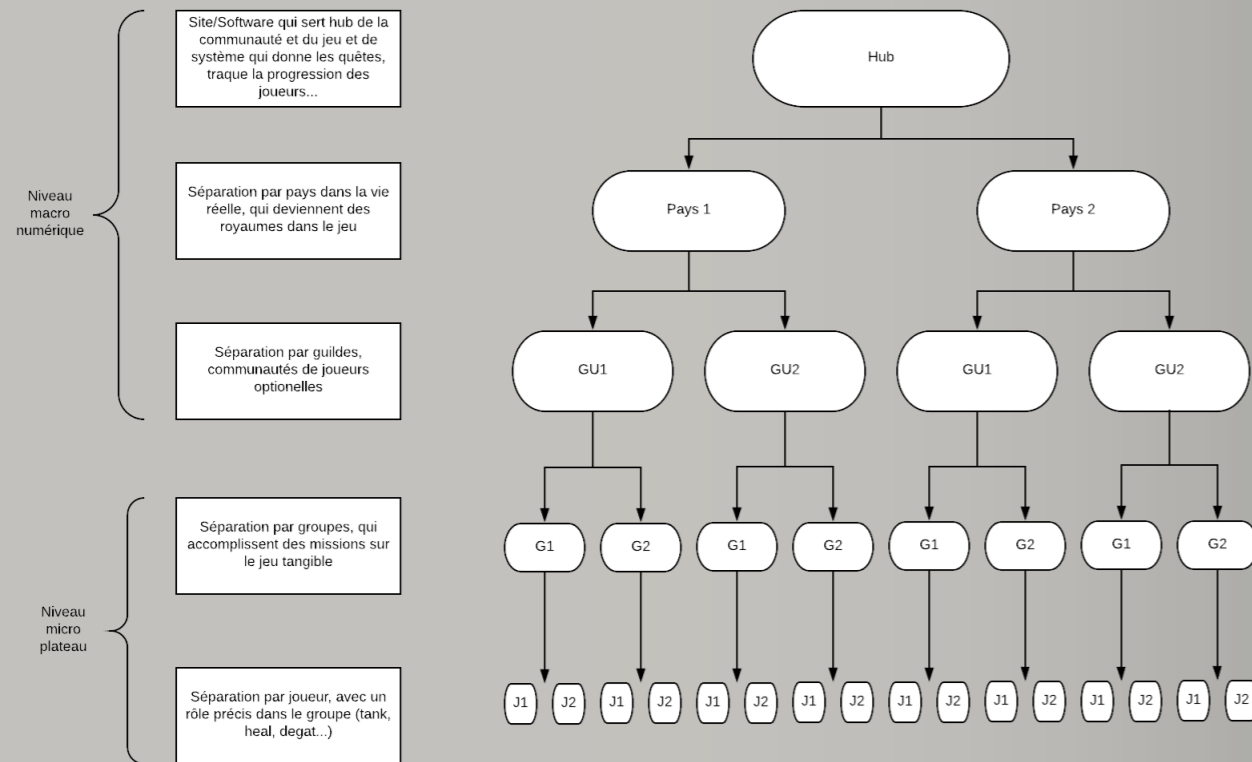 Site/Software qui sert hub de la
communauté et du jeu et de
système qui donne les quêtes,
traque la progression des
joueurs...
Hub
Niveau
macro
numérique
Séparation par pays dans la vie
réelle, qui deviennent des
royaumes dans le jeu
Pays 1
Pays 2
Séparation par guildes,
communautés de joueurs
optionelles
GU1
GU2
GU1
GU2
Séparation par groupes, qui
accomplissent des missions sur
le jeu tangible
G1
G2
G1
G2
G1
G2
G1
G2
Niveau
micro
plateau
Séparation par joueur, avec un
rôle précis dans le groupe (tank,
heal, degat...)
J1
J2
J1
J2
J1
J2
J1
J2
J1
J2
J1
J2
J1
J2
J1
J2